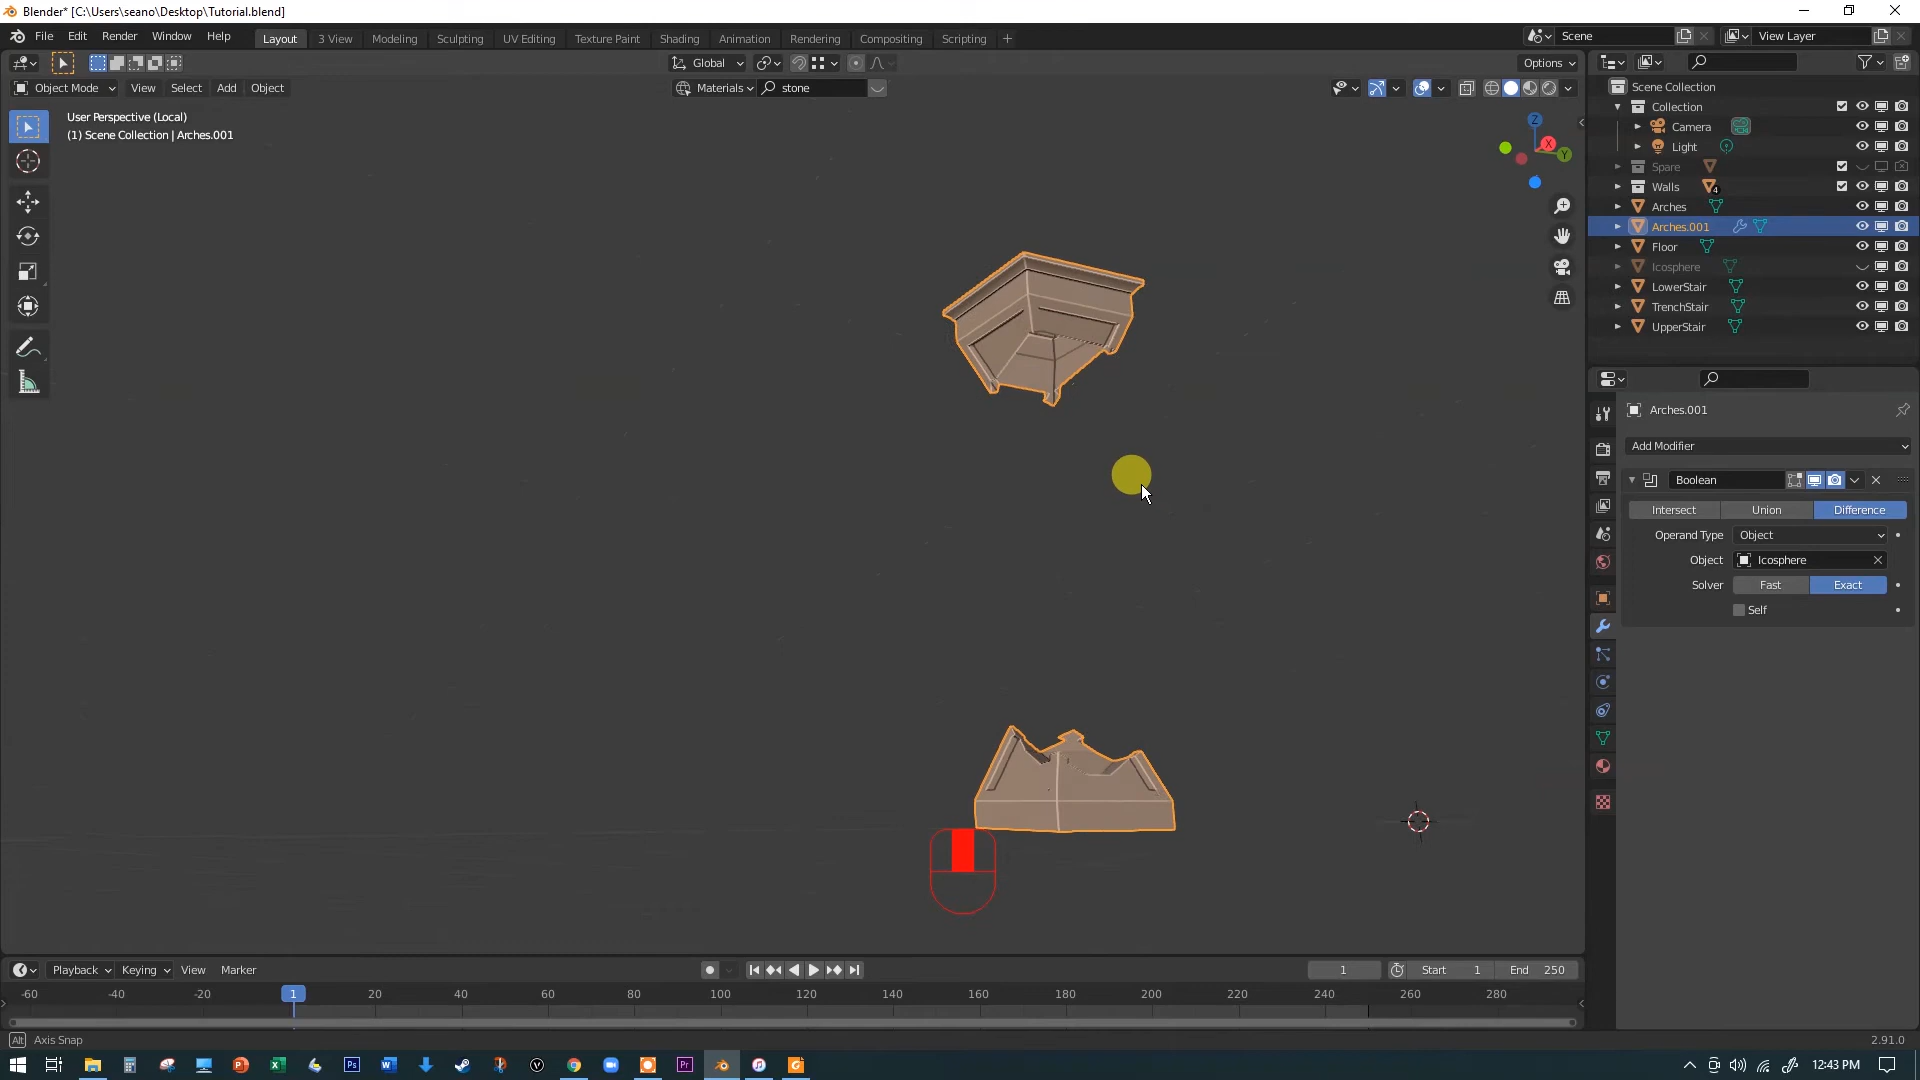 Blender* [C:\Users\seano\Desktop\Tutorial.blend]
File Edit Render Window Help Layout 3 View Modeling Sculpting UV Editing Texture Paint Shading Animation Rendering Compositing Scripting + Scene View Layer
Global Options
Object Mode View Select Add Object Materials stone
User Perspective (Local)
(1) Scene Collection | Arches.001
Z
X
Y
Scene Collection
Collection
Camera
Light
Spare
Walls 4
Arches
Arches.001
Floor
Icosphere
LowerStair
TrenchStair
UpperStair
Arches.001
Add Modifier
Boolean
Intersect Union Difference
Operand Type Object
Object Icosphere
Solver Fast Exact
Self
Playback Keying View Marker 1 Start 1 End 250
-60 -40 -20 1 20 40 60 80 100 120 140 160 180 200 220 240 260 280
Alt Axis Snap 2.91.0
12:43 PM